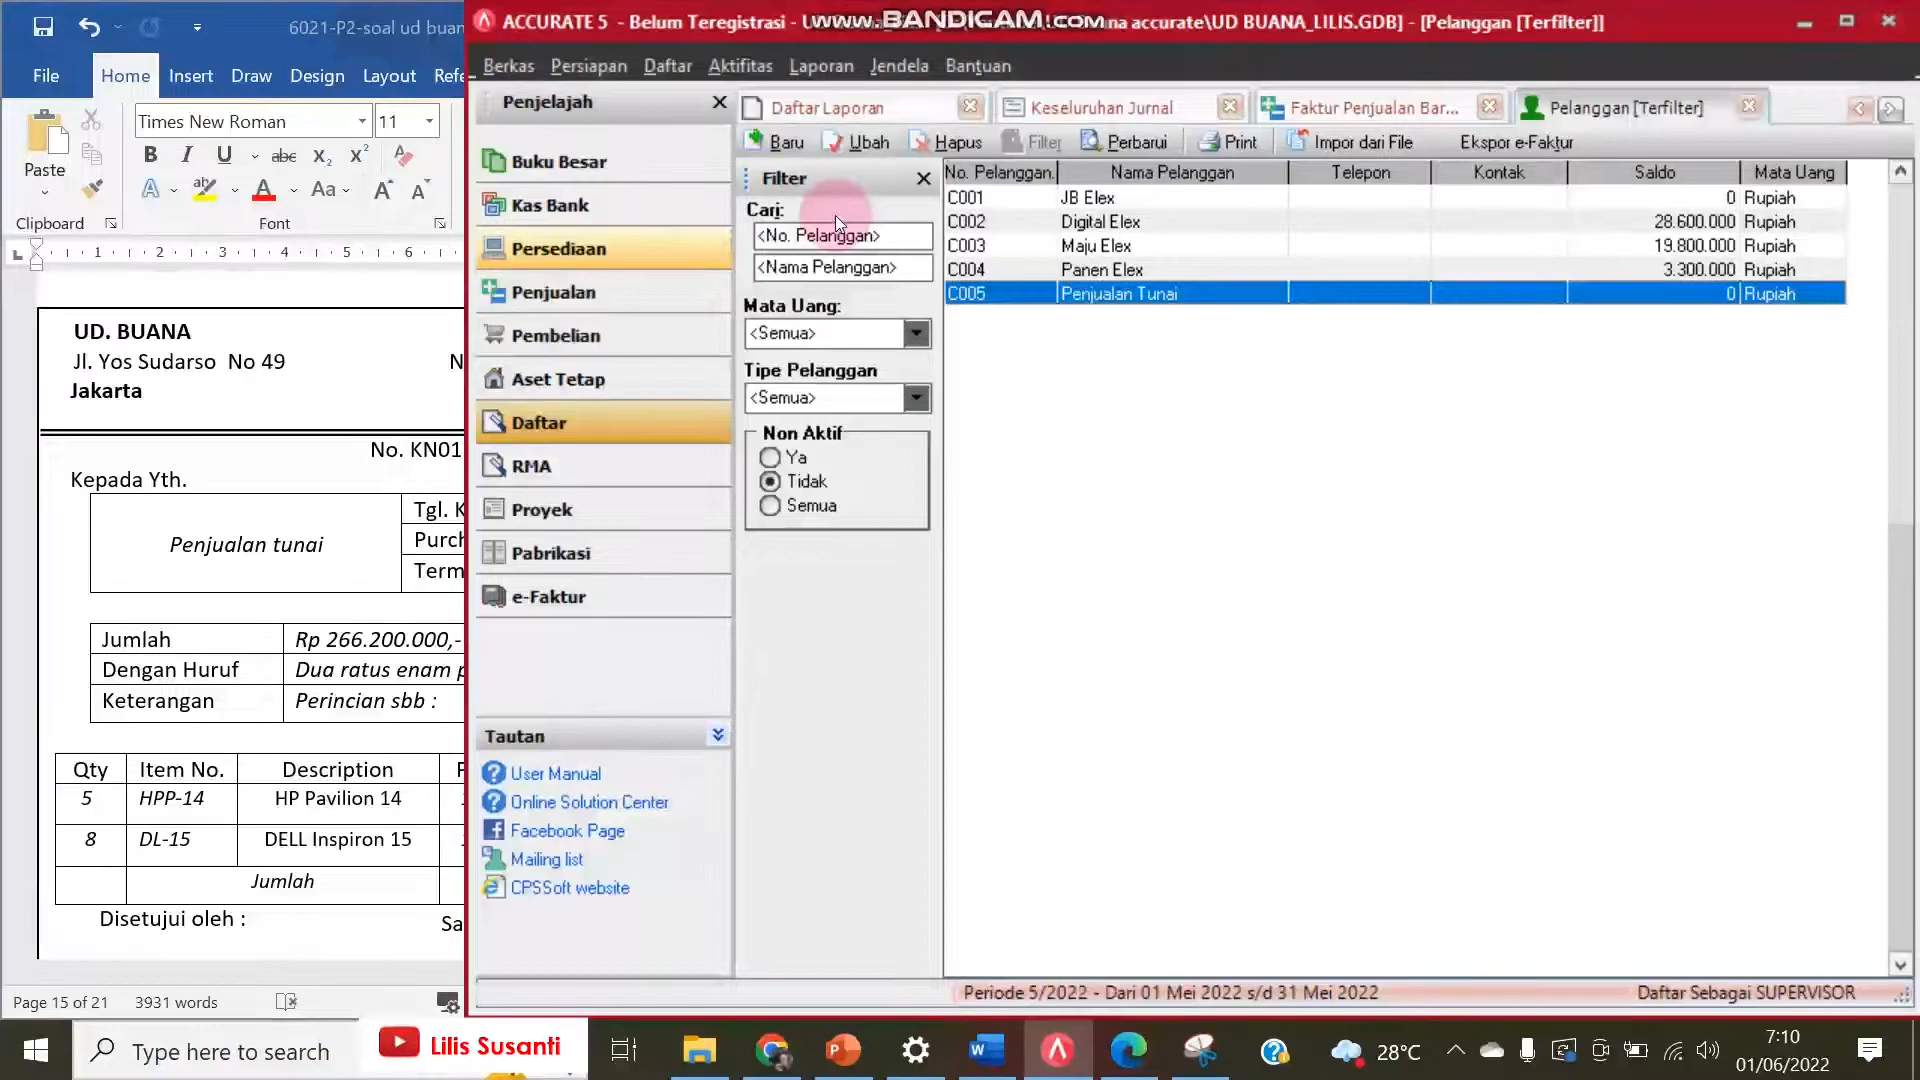 6021-P2-soal ud buan
File
Home
Insert
Draw
Design
Layout
Refe
Paste
Clipboard
Times New Roman
11
Font
1 2 3 4 5 6
UD. BUANA
Jl. Yos Sudarso No 49
N
Jakarta
No. KN01
Kepada Yth.
Penjualan tunai
Tgl. K
Purch
Term
Jumlah
Rp 266.200.000,-
Dengan Huruf
Dua ratus enam p
Keterangan
Perincian sbb :
Qty
Item No.
Description
5
HPP-14
HP Pavilion 14
8
DL-15
DELL Inspiron 15
Jumlah
Disetujui oleh :
Sa
Page 15 of 21
3931 words
ACCURATE 5 - Belum Teregistrasi - U
www.BANDICAM.com
na accurate\UD BUANA_LILIS.GDB] - [Pelanggan [Terfilter]]
Berkas
Persiapan
Daftar
Aktifitas
Laporan
Jendela
Bantuan
Penjelajah
Buku Besar
Kas Bank
Persediaan
Penjualan
Pembelian
Aset Tetap
Daftar
RMA
Proyek
Pabrikasi
e-Faktur
Tautan
User Manual
Online Solution Center
Facebook Page
Mailing list
CPSSoft website
Daftar Laporan
Keseluruhan Jurnal
Faktur Penjualan Bar...
Pelanggan [Terfilter]
Baru
Ubah
Hapus
Filter
Perbarui
Print
Impor dari File
Ekspor e-Faktur
Filter
Cari:
<No. Pelanggan>
<Nama Pelanggan>
Mata Uang:
<Semua>
Tipe Pelanggan
<Semua>
Non Aktif
Ya
Tidak
Semua
No. Pelanggan. Nama Pelanggan Telepon Kontak Saldo Mata Uang
C001 JB Elex 0 Rupiah
C002 Digital Elex 28.600.000 Rupiah
C003 Maju Elex 19.800.000 Rupiah
C004 Panen Elex 3.300.000 Rupiah
C005 Penjualan Tunai 0 Rupiah
Periode 5/2022 - Dari 01 Mei 2022 s/d 31 Mei 2022
Daftar Sebagai SUPERVISOR
Type here to search
Lilis Susanti
28°C
7:10
01/06/2022